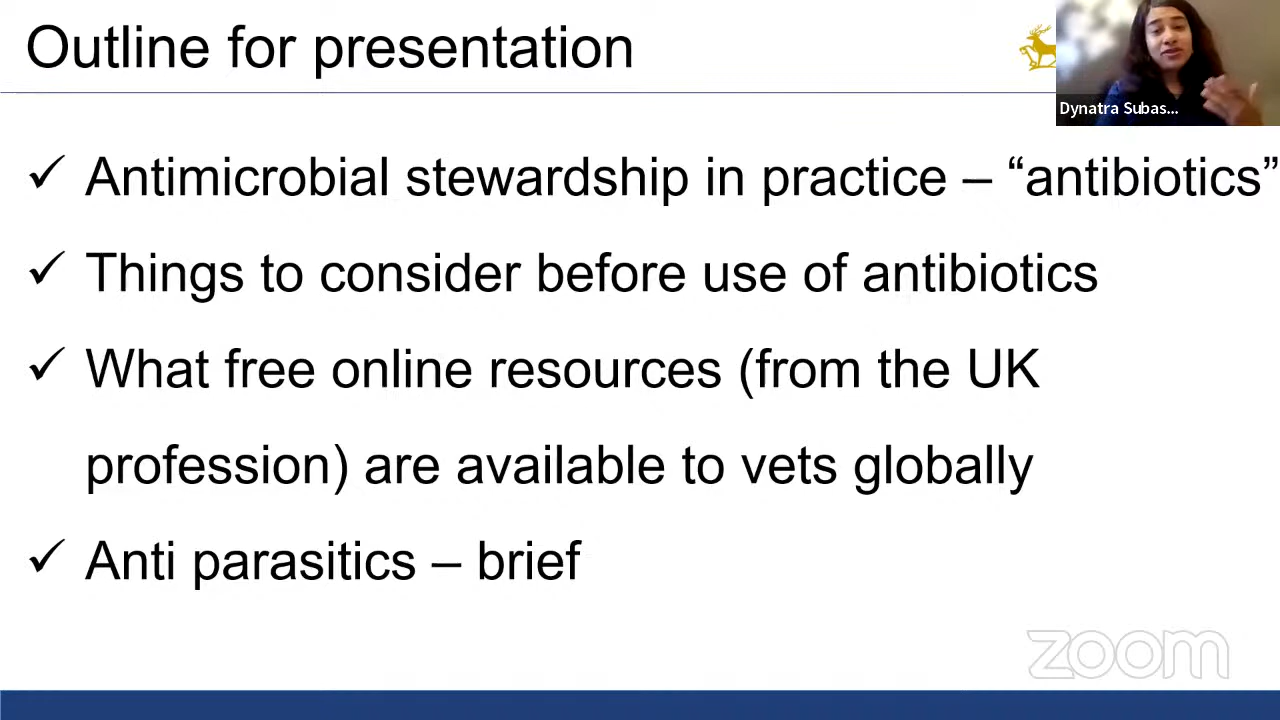 Outline for presentation
Dynatra Subas...
✓ Antimicrobial stewardship in practice – “antibiotics”
✓ Things to consider before use of antibiotics
✓ What free online resources (from the UK
profession) are available to vets globally
✓ Anti parasitics – brief
zoom